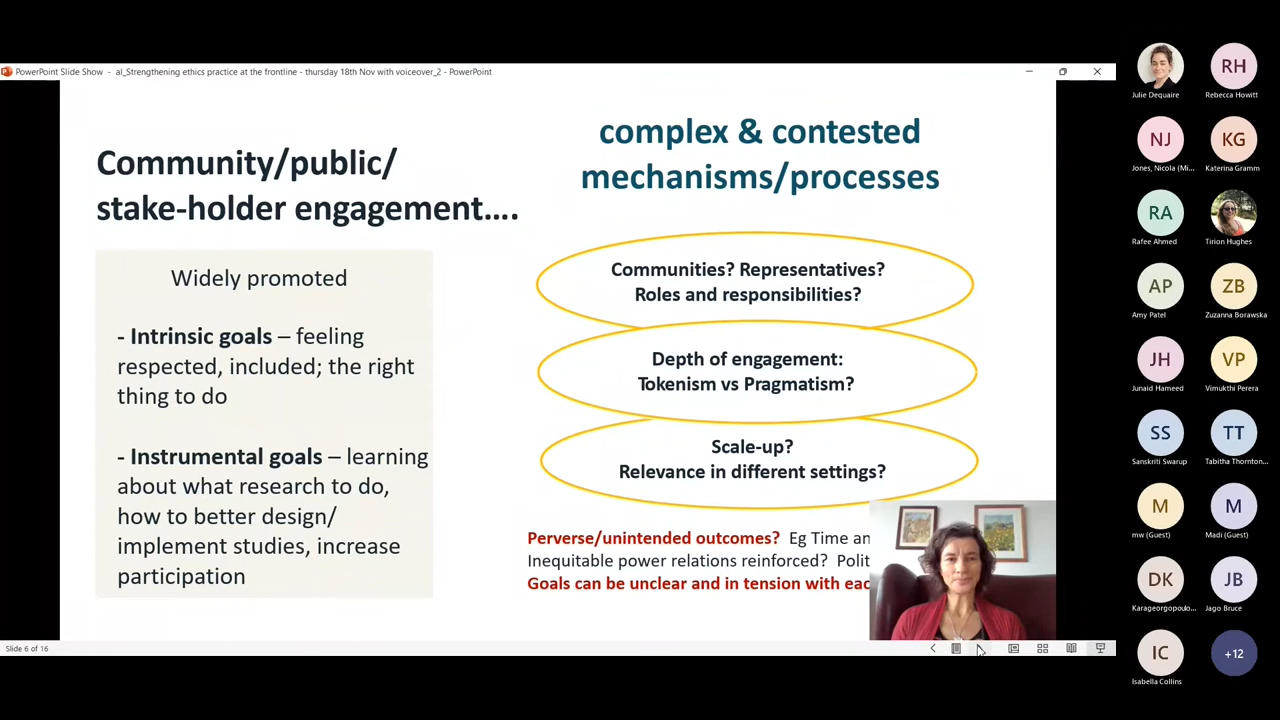 PowerPoint Slide Show - al_Strengthening ethics practice at the frontline - thursday 18th Nov with voiceover_2 - PowerPoint
Community/public/
stake-holder engagement....
Widely promoted
- Intrinsic goals – feeling
respected, included; the right
thing to do
- Instrumental goals – learning
about what research to do,
how to better design/
implement studies, increase
participation
complex & contested
mechanisms/processes
Communities? Representatives?
Roles and responsibilities?
Depth of engagement:
Tokenism vs Pragmatism?
Scale-up?
Relevance in different settings?
Perverse/unintended outcomes? Eg Time
Inequitable power relations reinforced?
Goals can be unclear and in tension with
Slide 6 of 16
Julie Dequaire
RH
Rebecca Howitt
NJ
Jones, Nicola (Mi...
KG
Katerina Gramm
RA
Rafee Ahmed
Tirion Hughes
AP
Amy Patel
ZB
Zuzanna Borawska
JH
Junaid Hameed
VP
Vimukthi Perera
SS
Sanskriti Swarup
TT
Tabitha Thornton...
M
mw (Guest)
M
Madi (Guest)
DK
Karageorgopoulo...
JB
Jago Bruce
IC
Isabella Collins
+12